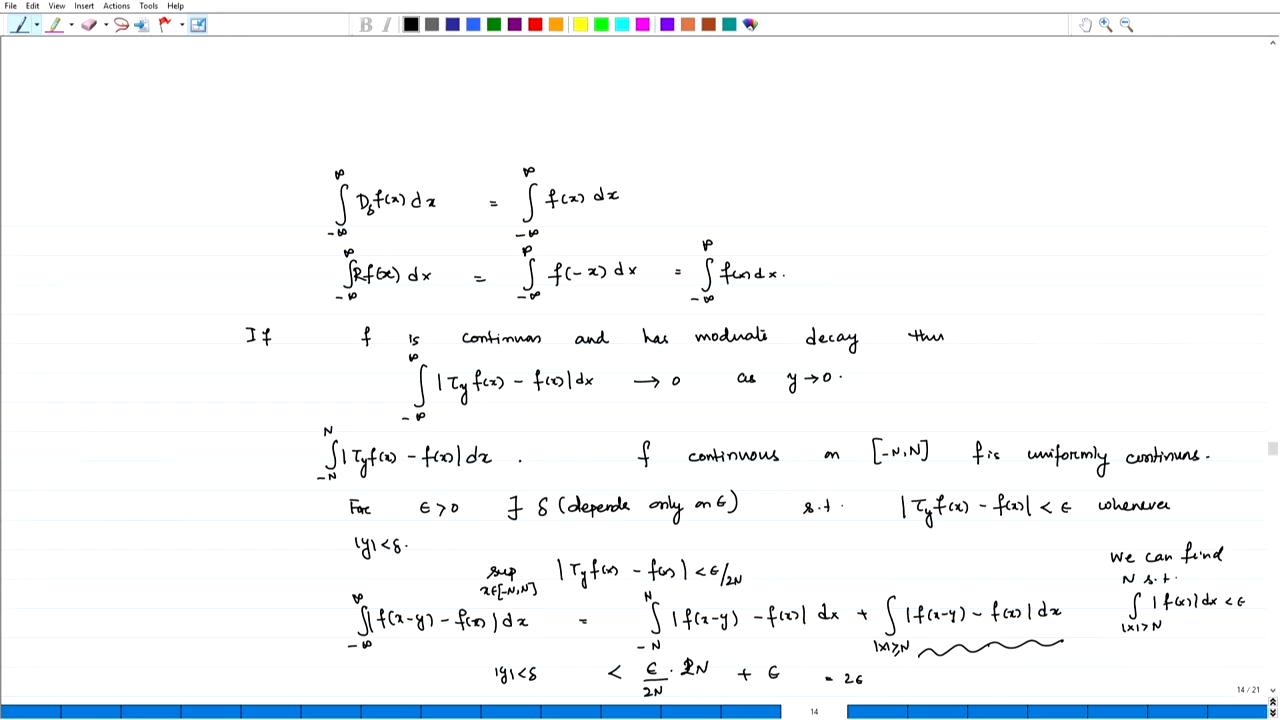 File Edit View Insert Actions Tools Help
B I
∫_{-∞}^{∞} D_δ f(x) dx = ∫_{-∞}^{∞} f(x) dx
∫_{-∞}^{∞} Rf(x) dx = ∫_{-∞}^{∞} f(-x) dx = ∫_{-∞}^{∞} f(x) dx.
If f is continuous and has moderate decay then
∫_{-∞}^{∞} |τ_y f(x) - f(x)| dx → 0 as y → 0.
∫_{-N}^{N} |τ_y f(x) - f(x)| dx . f continuous on [-N,N] f is uniformly continuous.
For ε > 0 ∃ δ (depends only on ε) s.t. |τ_y f(x) - f(x)| < ε whenever
|y| < δ.
sup_{x∈[-N,N]} |τ_y f(x) - f(x)| < ε/2N
We can find
N s.t.
∫_{|x|>N} |f(x)| dx < ε
∫_{-∞}^{∞} |f(x-y) - f(x)| dx = ∫_{-N}^{N} |f(x-y) - f(x)| dx + ∫_{|x|≥N} |f(x-y) - f(x)| dx
|y| < δ < ε/2N · 2N + ε = 2ε
14 / 21
14